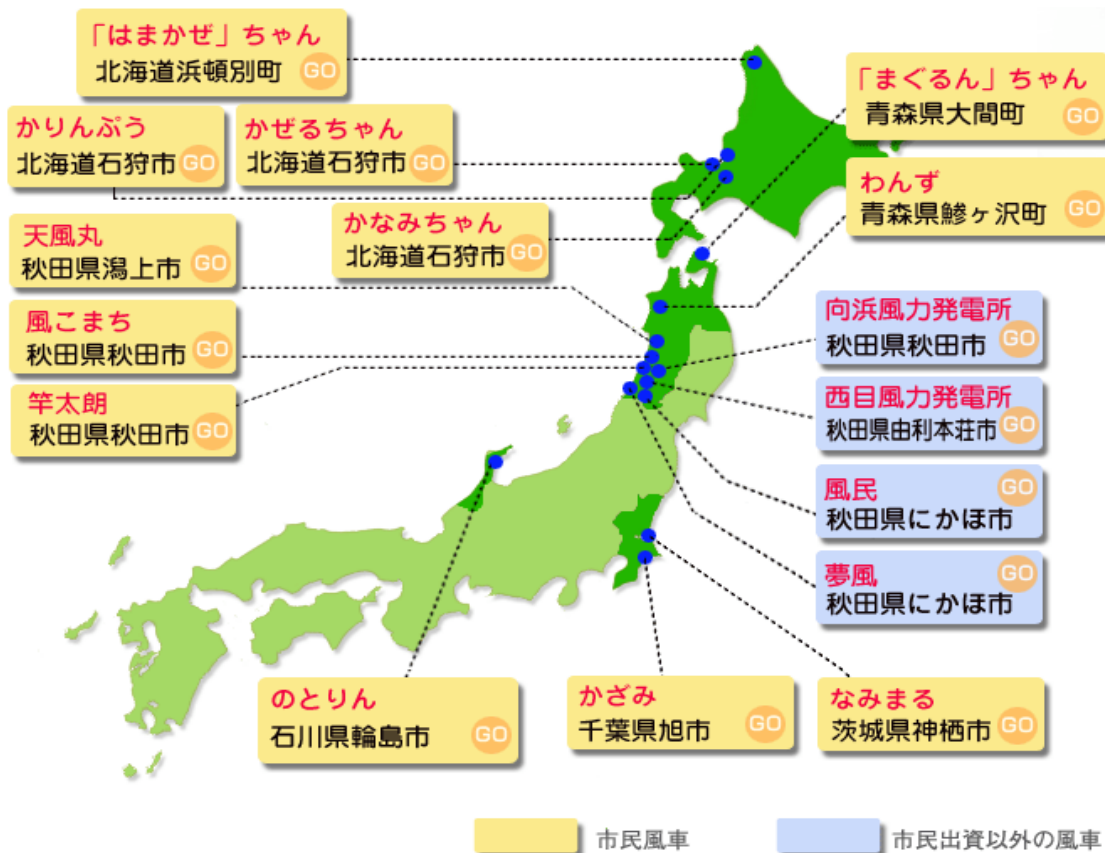 「はまかぜ」ちゃん
北海道浜頓別町 GO
「まぐるん」ちゃん
青森県大間町 GO
かりんぷう
北海道石狩市 GO
かぜるちゃん
北海道石狩市 GO
わんず
青森県鰺ヶ沢町 GO
かなみちゃん
北海道石狩市 GO
天風丸
秋田県潟上市 GO
風こまち
秋田県秋田市 GO
竿太朗
秋田県秋田市 GO
向浜風力発電所
秋田県秋田市 GO
西目風力発電所
秋田県由利本荘市 GO
風民 GO
秋田県にかほ市
夢風 GO
秋田県にかほ市
のとりん
石川県輪島市 GO
かざみ
千葉県旭市 GO
なみまる
茨城県神栖市 GO
市民風車
市民出資以外の風車